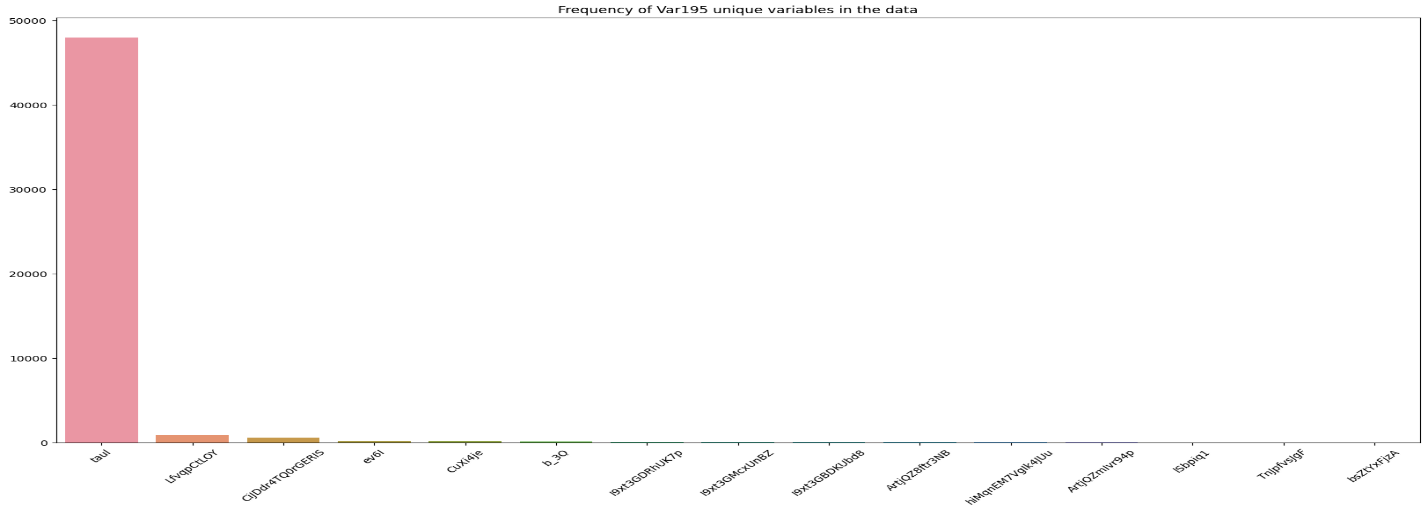 Frequency of Var195 unique variables in the data
50000
40000
30000
20000
10000
0
taul
LfvqpCtLOY
CiJDdr4TQ0rGERIS
ev6I
CuXi4je
b_3Q
I9xt3GDRhUK7p
I9xt3GMcxUnBZ
I9xt3GBDKUbd8
ArtjQZ8ftr3NB
hiMqnEM7VgIk4JUu
ArtjQZmIvr94p
ISbpiq1
TnJpfvsJgF
bsZtYxFjzA